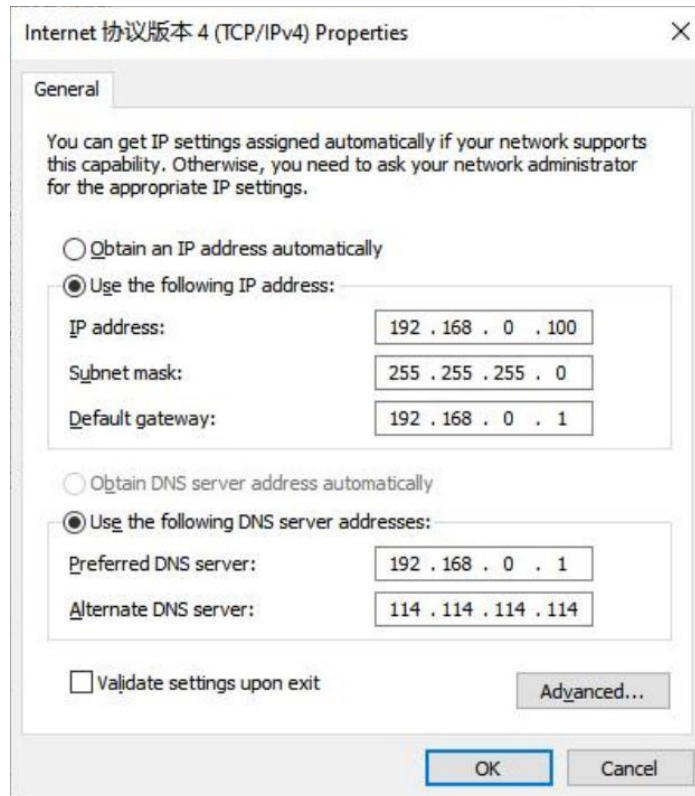 Internet 协议版本 4 (TCP/IPv4) Properties
General
You can get IP settings assigned automatically if your network supports
this capability. Otherwise, you need to ask your network administrator
for the appropriate IP settings.
Obtain an IP address automatically
Use the following IP address:
IP address: 192 . 168 . 0 . 100
Subnet mask: 255 . 255 . 255 . 0
Default gateway: 192 . 168 . 0 . 1
Obtain DNS server address automatically
Use the following DNS server addresses:
Preferred DNS server: 192 . 168 . 0 . 1
Alternate DNS server: 114 . 114 . 114 . 114
Validate settings upon exit
Advanced...
OK Cancel